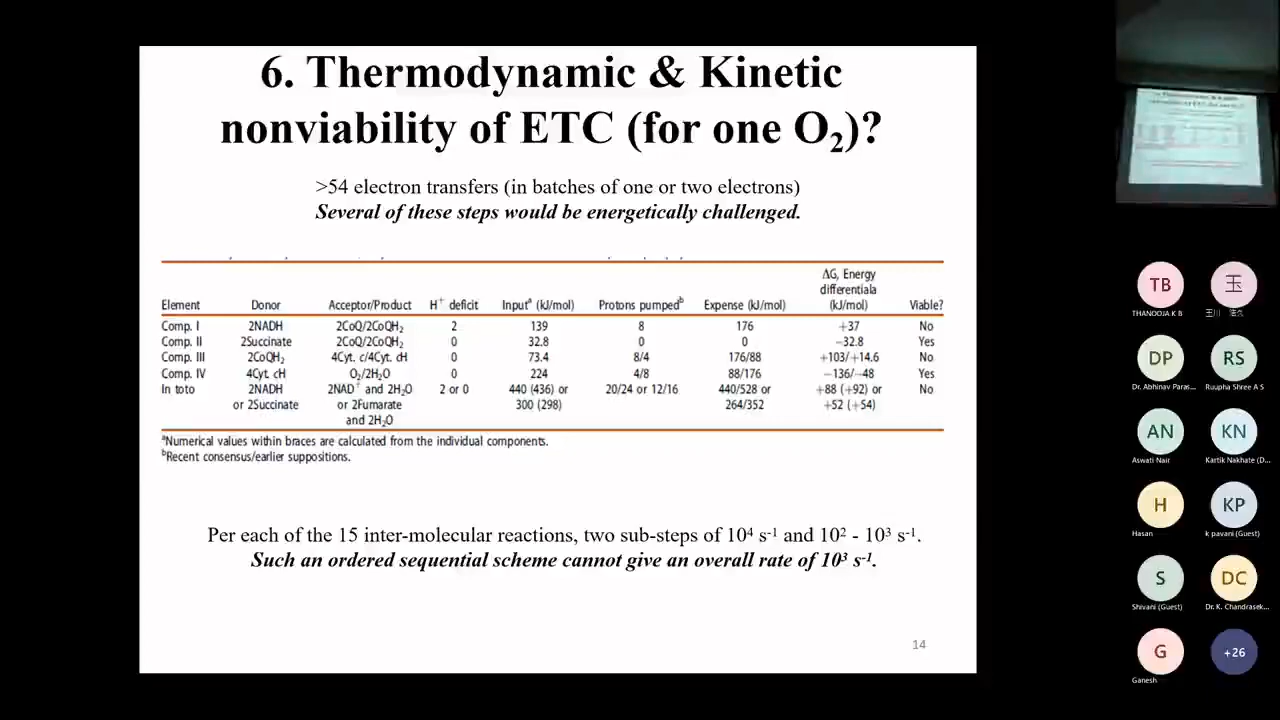 6. Thermodynamic & Kinetic
nonviability of ETC (for one O₂)?
>54 electron transfers (in batches of one or two electrons)
Several of these steps would be energetically challenged.
ΔG, Energy
differentiala
Element Donor Acceptor/Product H⁺ deficit Inputᵃ (kJ/mol) Protons pumpedᵇ Expense (kJ/mol) (kJ/mol) Viable?
Comp. I 2NADH 2CoQ/2CoQH₂ 2 139 8 176 +37 No
Comp. II 2Succinate 2CoQ/2CoQH₂ 0 32.8 0 0 −32.8 Yes
Comp. III 2CoQH₂ 4Cyt. c/4Cyt. cH 0 73.4 8/4 176/88 +103/+14.6 No
Comp. IV 4Cyt. cH O₂/2H₂O 0 224 4/8 88/176 −136/−48 Yes
In toto 2NADH 2NAD⁺ and 2H₂O 2 or 0 440 (436) or 20/24 or 12/16 440/528 or +88 (+92) or No
or 2Succinate or 2Fumarate 300 (298) 264/352 +52 (+54)
and 2H₂O
ᵃNumerical values within braces are calculated from the individual components.
ᵇRecent consensus/earlier suppositions.
Per each of the 15 inter-molecular reactions, two sub-steps of 10⁴ s⁻¹ and 10² - 10³ s⁻¹.
Such an ordered sequential scheme cannot give an overall rate of 10³ s⁻¹.
14
TB 玉
THANOOJA K B 玉川
DP RS
Dr. Abhinav Paras... Ruupha Shree A S
AN KN
Aswati Nair Kartik Nakhate (D...
H KP
Hasan k pavani (Guest)
S DC
Shivani (Guest) Dr. K. Chandrasek...
G +26
Ganesh